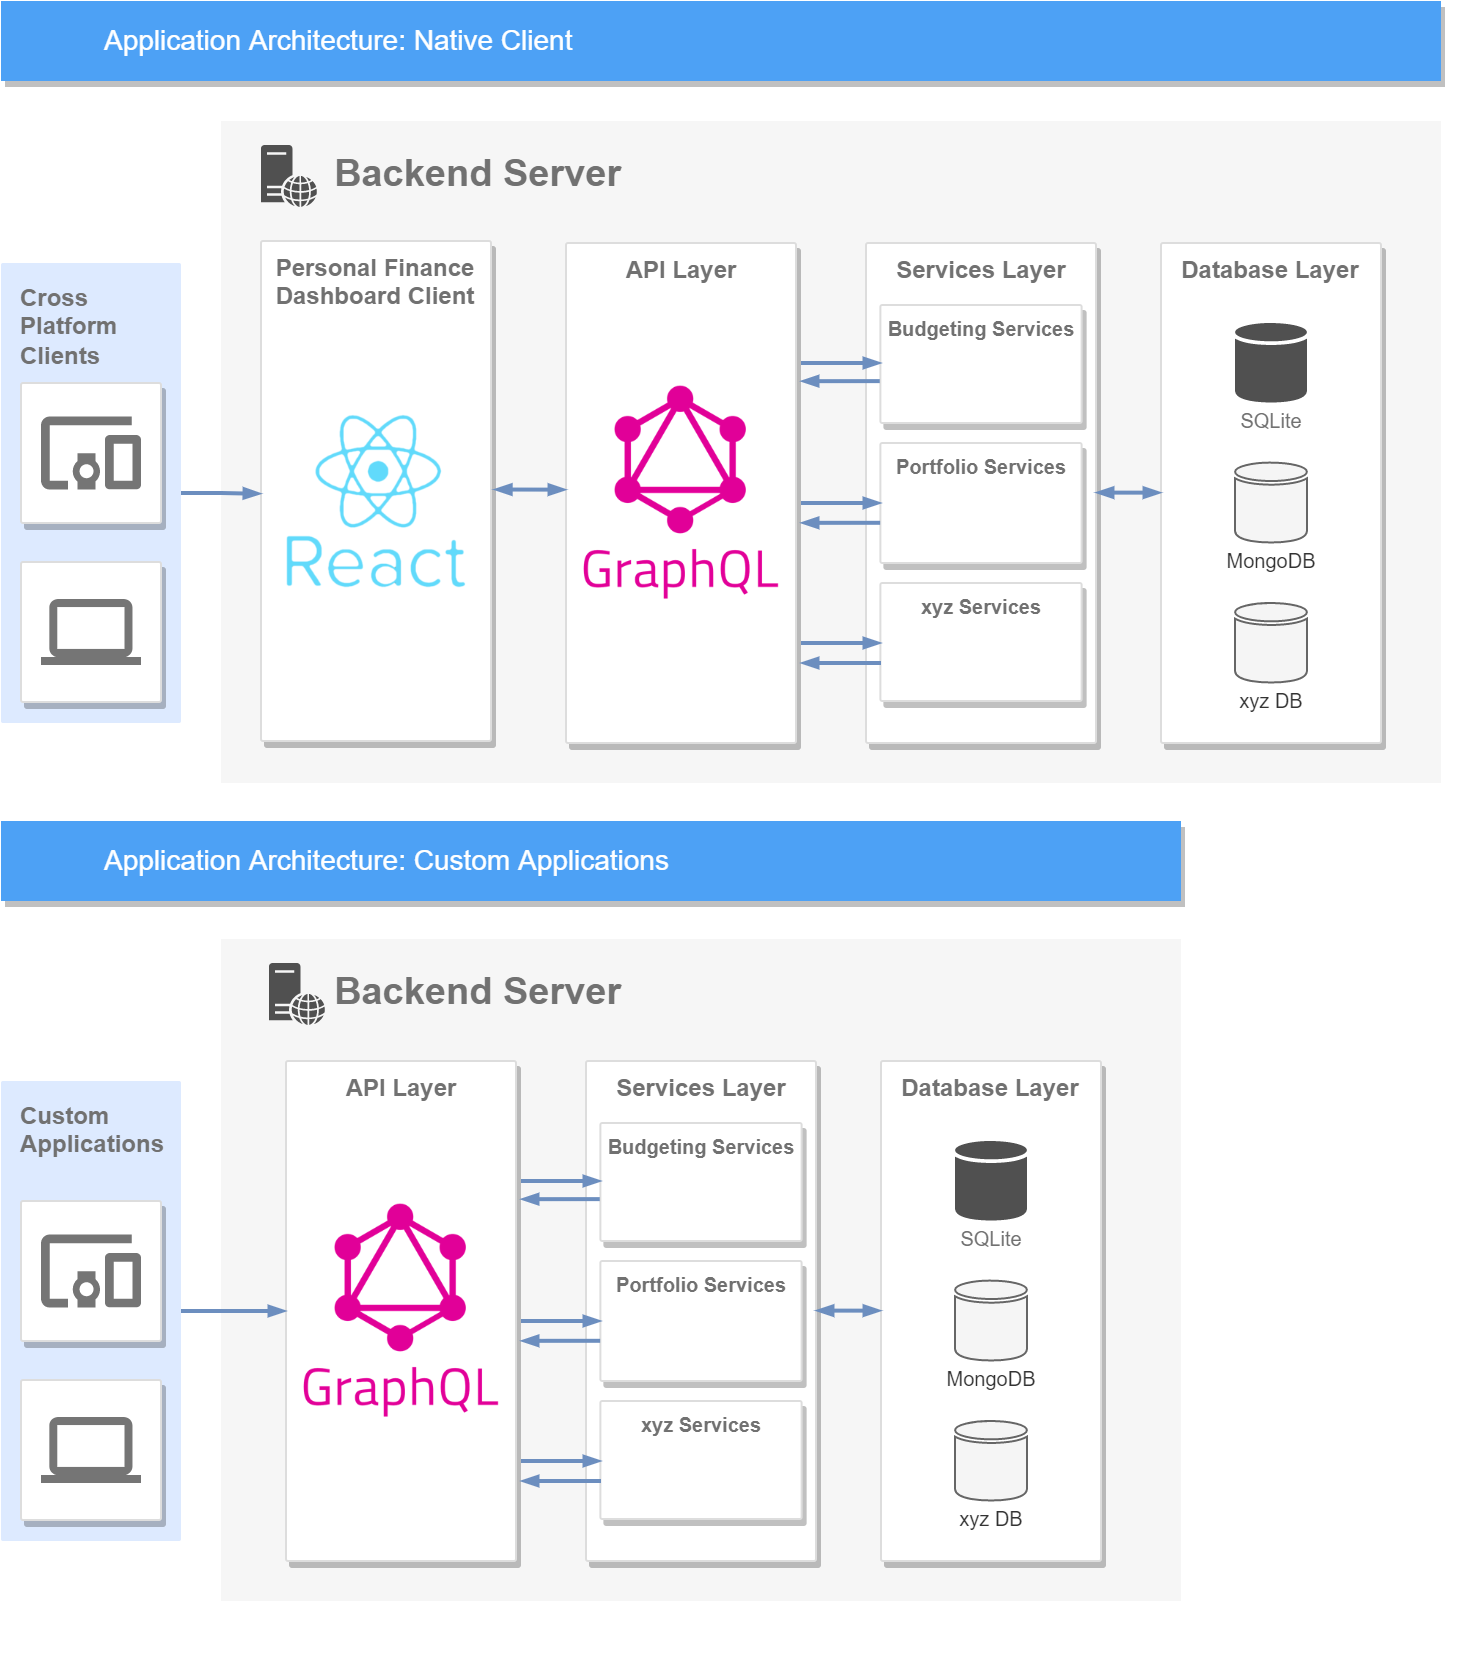 Application Architecture: Native Client
Backend Server
Cross
Platform
Clients
Personal Finance
Dashboard Client
React
API Layer
GraphQL
Services Layer
Budgeting Services
Portfolio Services
xyz Services
Database Layer
SQLite
MongoDB
xyz DB
Application Architecture: Custom Applications
Backend Server
Custom
Applications
API Layer
GraphQL
Services Layer
Budgeting Services
Portfolio Services
xyz Services
Database Layer
SQLite
MongoDB
xyz DB